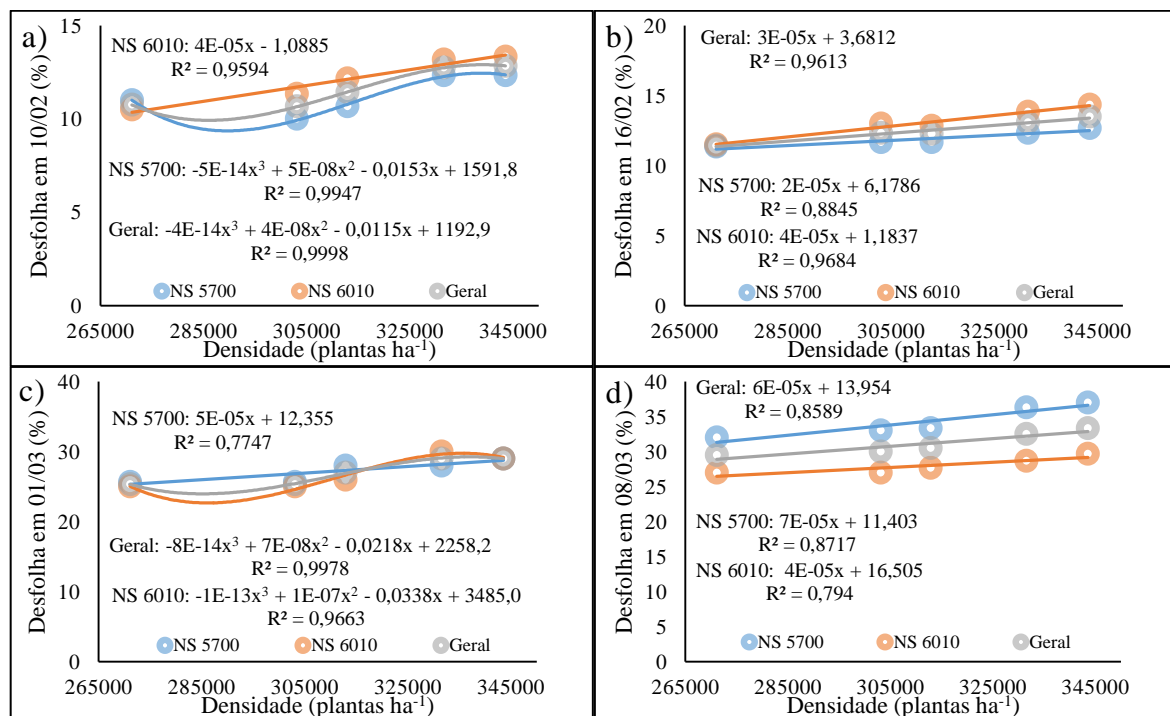 a)
Desfolha em 10/02 (%)
15
10
5
0
NS 6010: 4E-05x - 1,0885
R² = 0,9594
NS 5700: -5E-14x³ + 5E-08x² - 0,0153x + 1591,8
R² = 0,9947
Geral: -4E-14x³ + 4E-08x² - 0,0115x + 1192,9
R² = 0,9998
NS 5700 NS 6010 Geral
265000 285000 305000 325000 345000
Densidade (plantas ha⁻¹)
b)
Desfolha em 16/02 (%)
20
15
10
5
0
Geral: 3E-05x + 3,6812
R² = 0,9613
NS 5700: 2E-05x + 6,1786
R² = 0,8845
NS 6010: 4E-05x + 1,1837
R² = 0,9684
NS 5700 NS 6010 Geral
265000 285000 305000 325000 345000
Densidade (plantas ha⁻¹)
c)
Desfolha em 01/03 (%)
40
30
20
10
0
NS 5700: 5E-05x + 12,355
R² = 0,7747
Geral: -8E-14x³ + 7E-08x² - 0,0218x + 2258,2
R² = 0,9978
NS 6010: -1E-13x³ + 1E-07x² - 0,0338x + 3485,0
R² = 0,9663
NS 5700 NS 6010 Geral
265000 285000 305000 325000 345000
Densidade (plantas ha⁻¹)
d)
Desfolha em 08/03 (%)
40
35
30
25
20
15
10
5
0
Geral: 6E-05x + 13,954
R² = 0,8589
NS 5700: 7E-05x + 11,403
R² = 0,8717
NS 6010: 4E-05x + 16,505
R² = 0,794
NS 5700 NS 6010 Geral
265000 285000 305000 325000 345000
Densidade (plantas ha⁻¹)